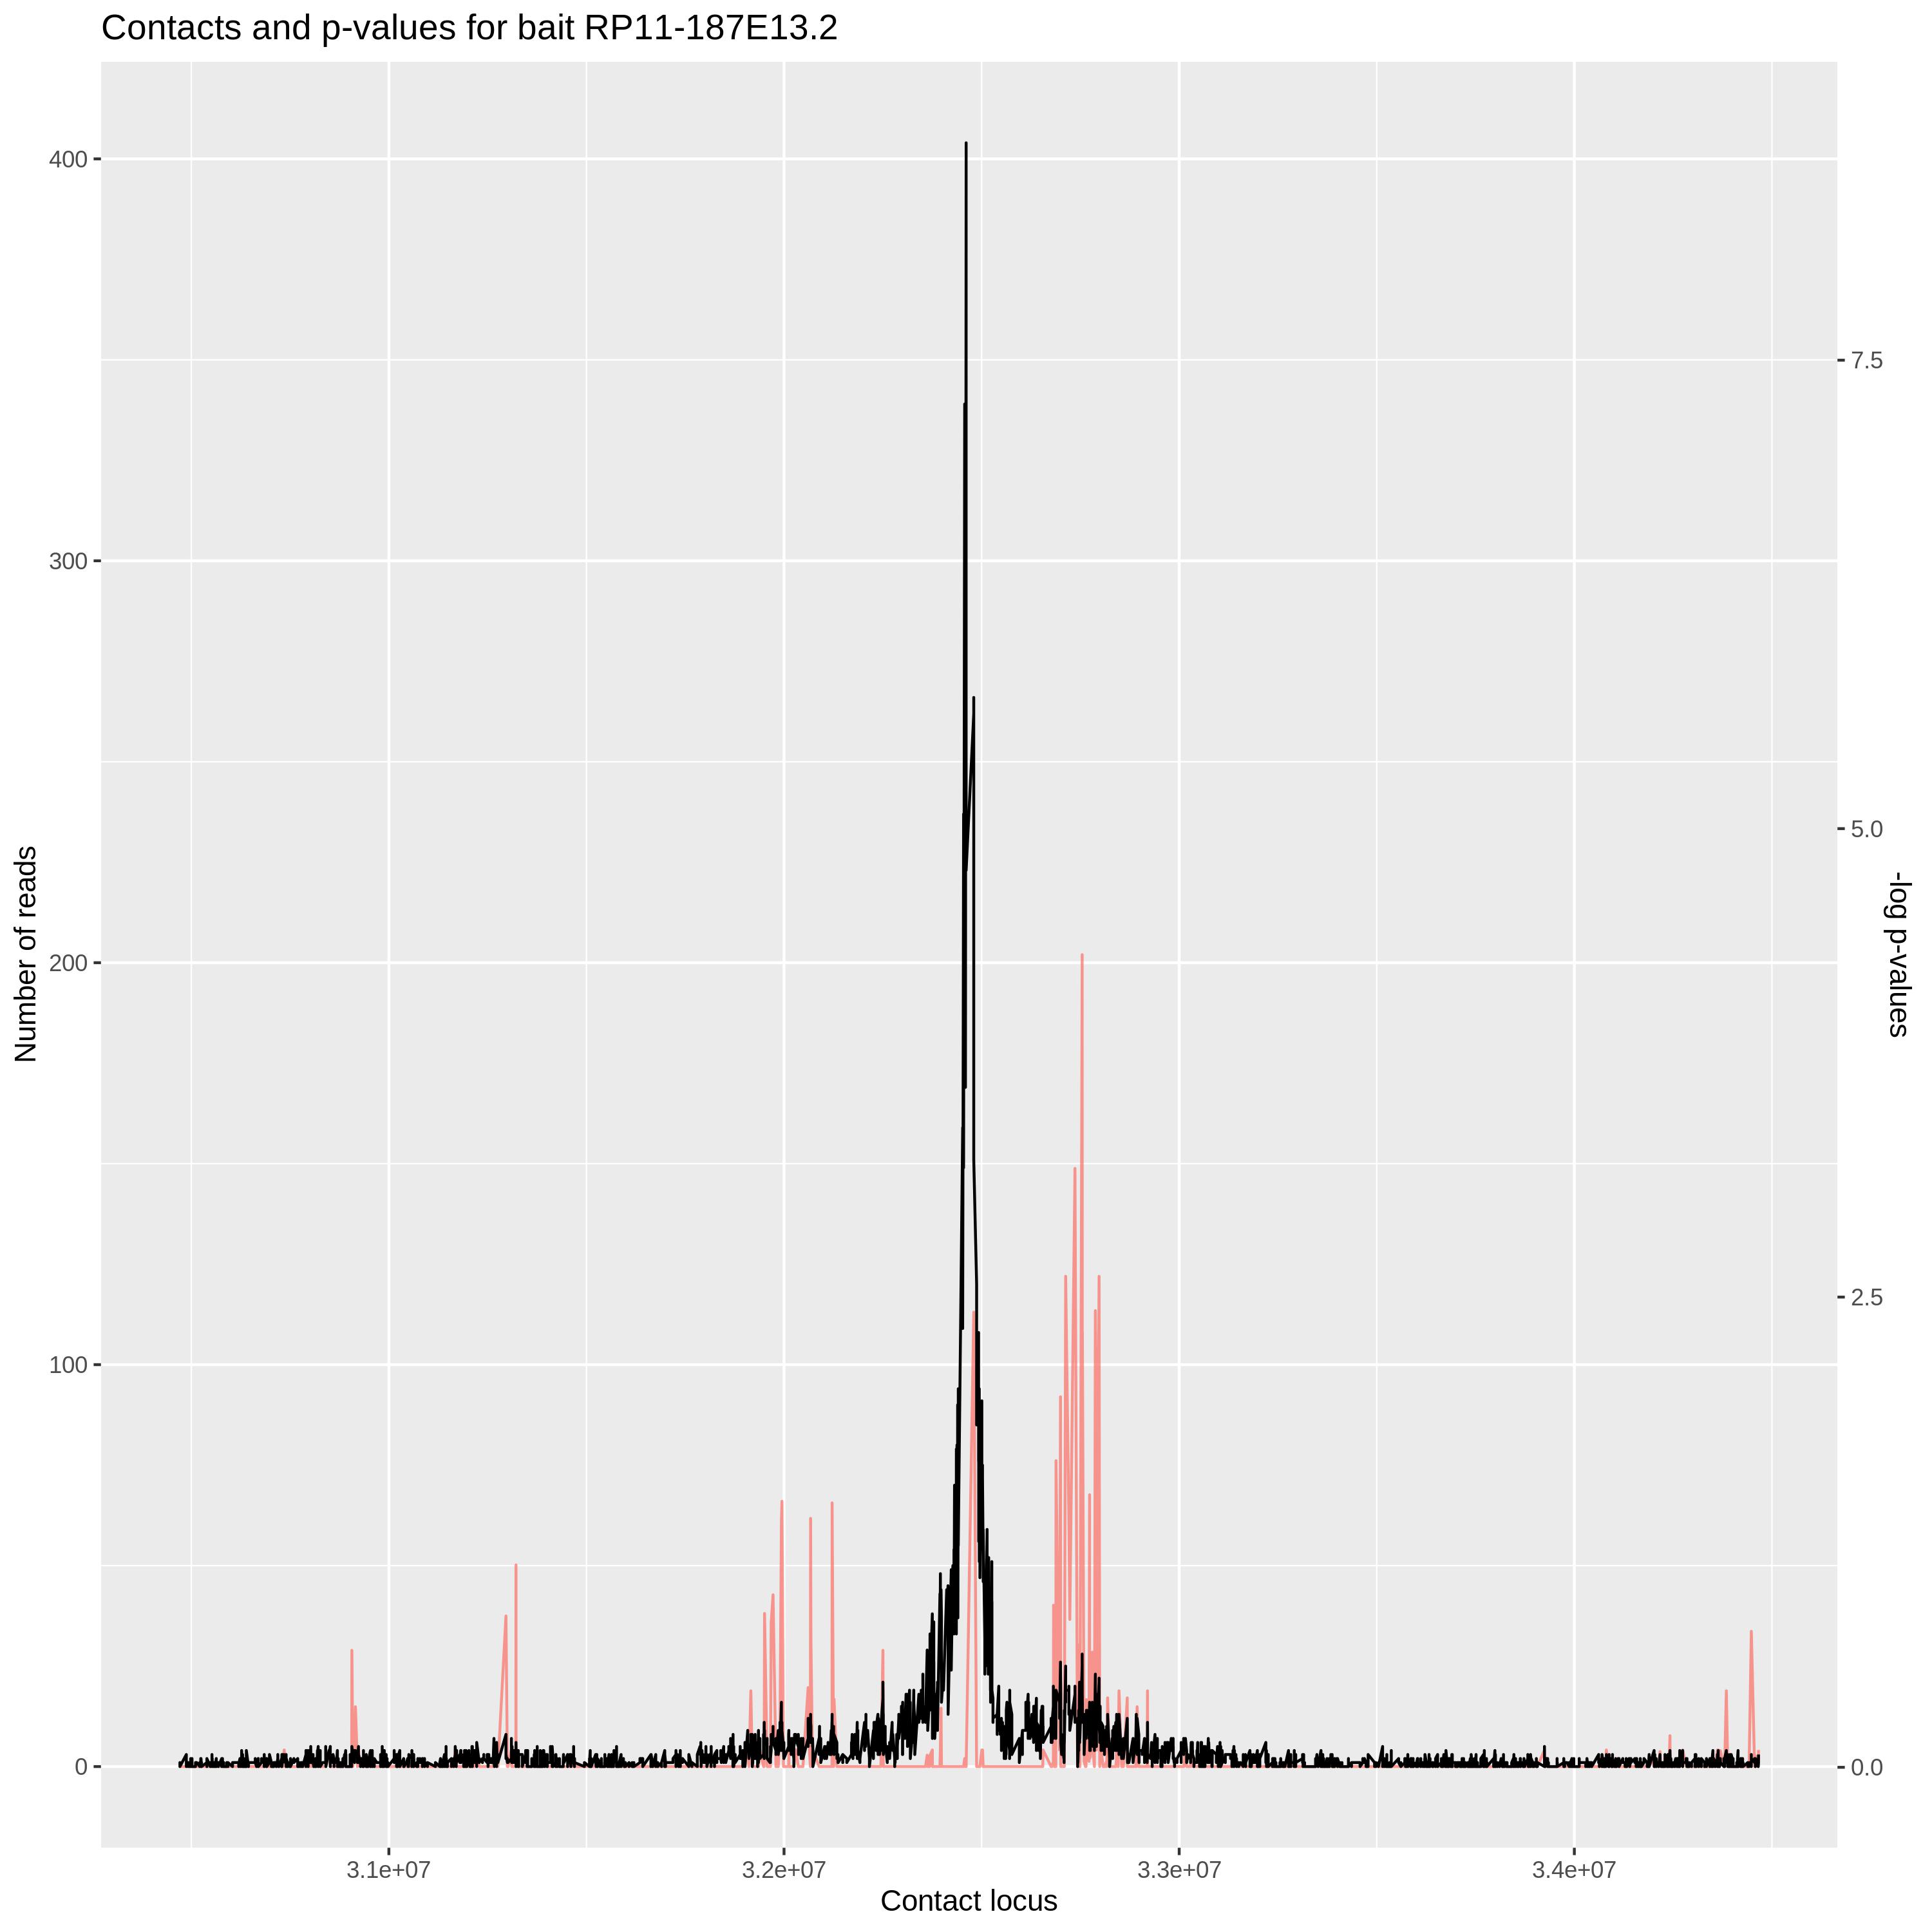 Contacts and p-values for bait RP11-187E13.2
400
300
200
100
0
Number of reads
7.5
5.0
2.5
0.0
-log p-values
3.1e+07
3.2e+07
3.3e+07
3.4e+07
Contact locus